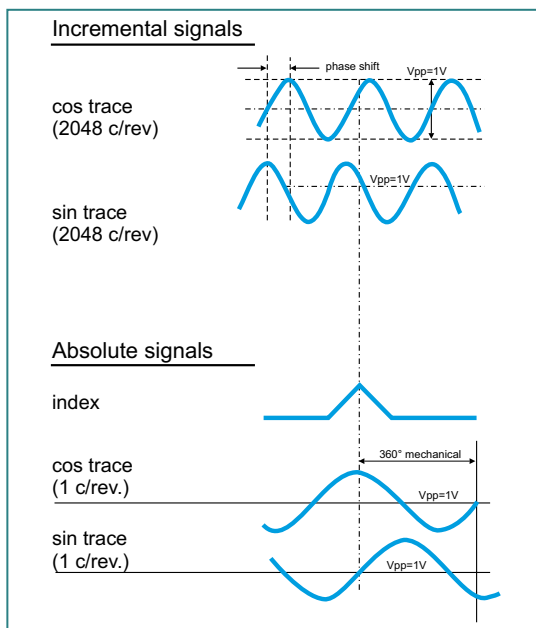 Incremental signals
phase shift
Vpp=1V
cos trace
(2048 c/rev)
Vpp=1V
sin trace
(2048 c/rev)
Absolute signals
index
360° mechanical
cos trace
(1 c/rev.)
Vpp=1V
sin trace
(1 c/rev.)
Vpp=1V